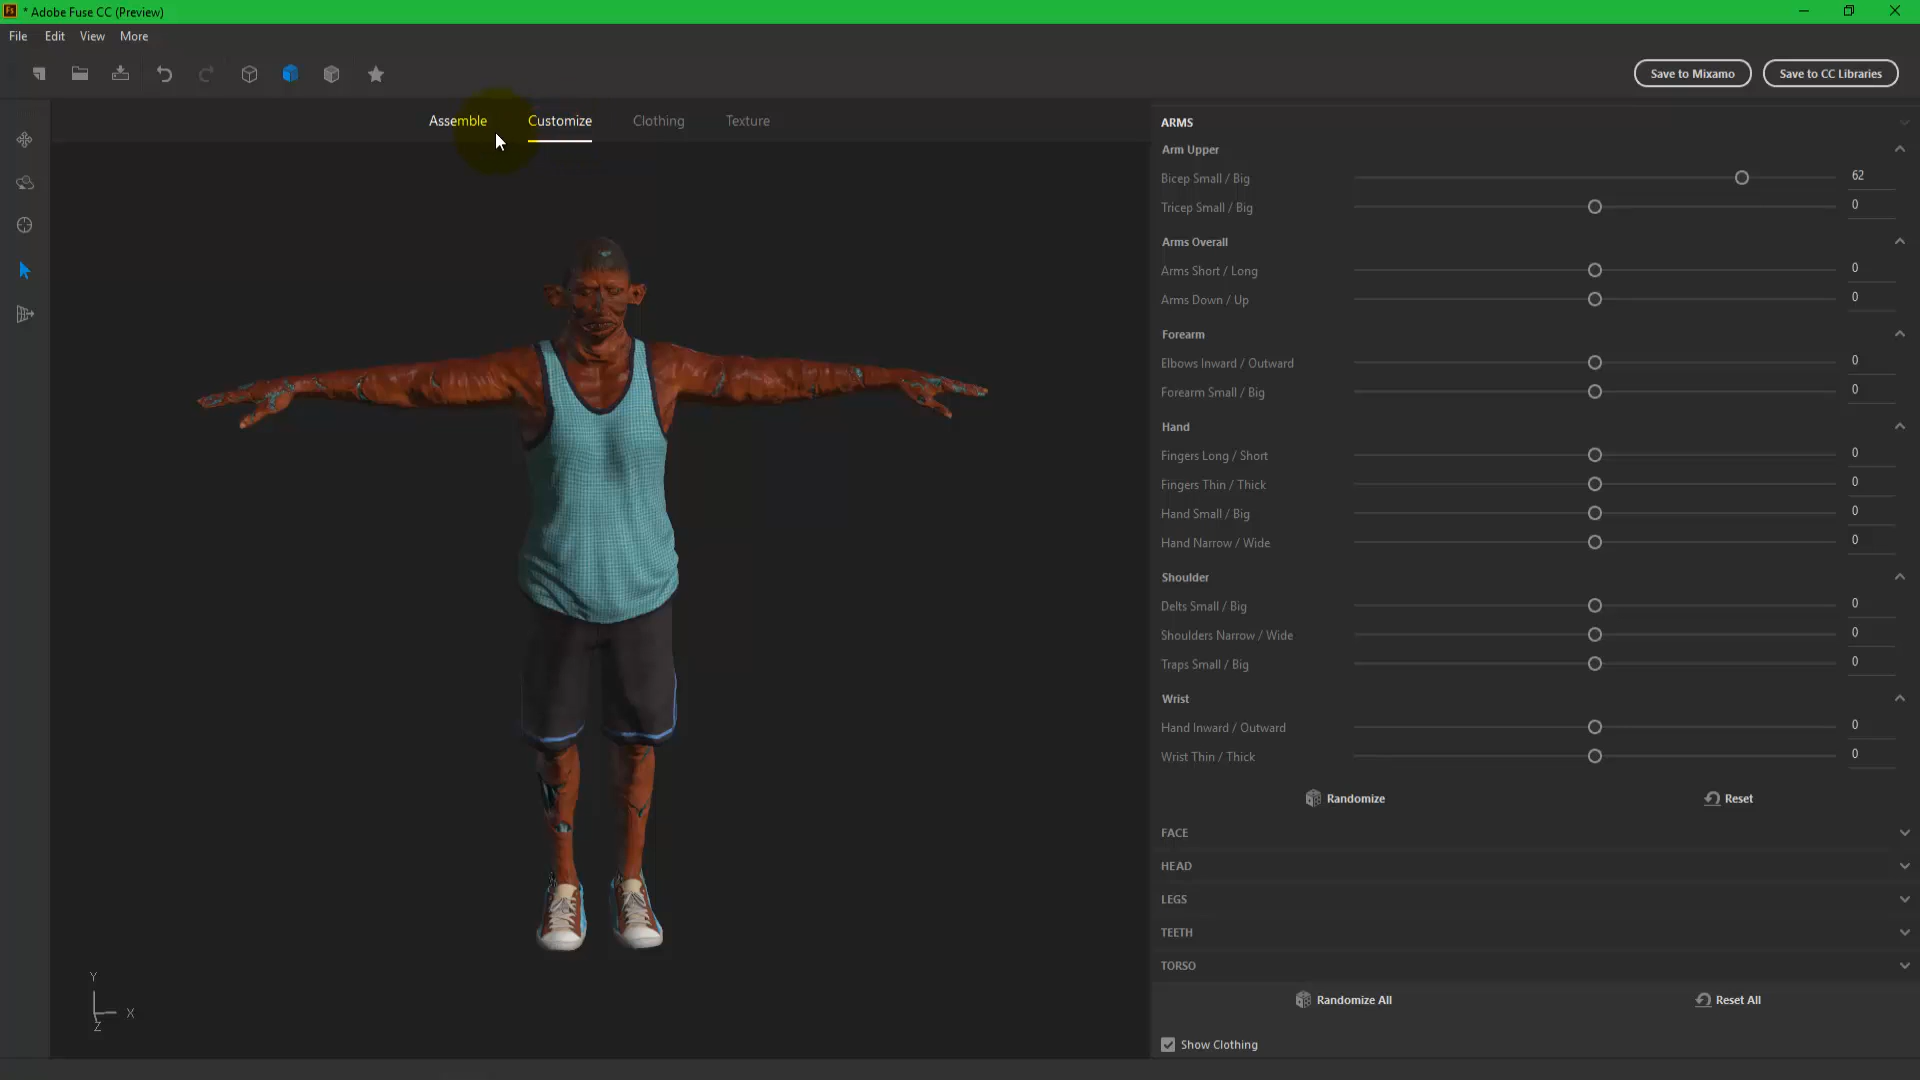 Fs * Adobe Fuse CC (Preview)
File Edit View More
Save to Mixamo Save to CC Libraries
Assemble Customize Clothing Texture
ARMS
Arm Upper
Bicep Small / Big 62
Tricep Small / Big 0
Arms Overall
Arms Short / Long 0
Arms Down / Up 0
Forearm
Elbows Inward / Outward 0
Forearm Small / Big 0
Hand
Fingers Long / Short 0
Fingers Thin / Thick 0
Hand Small / Big 0
Hand Narrow / Wide 0
Shoulder
Delts Small / Big 0
Shoulders Narrow / Wide 0
Traps Small / Big 0
Wrist
Hand Inward / Outward 0
Wrist Thin / Thick 0
Randomize Reset
FACE
HEAD
LEGS
TEETH
TORSO
Randomize All Reset All
Show Clothing
Y
X
Z